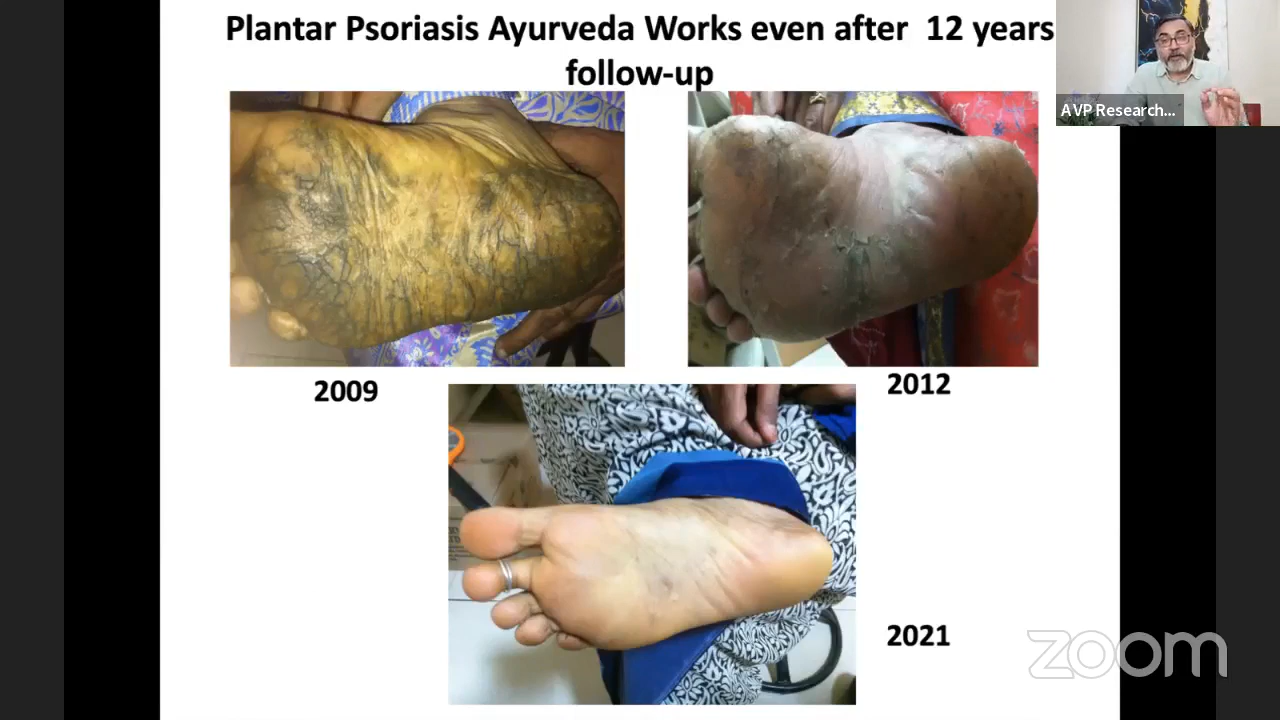 Plantar Psoriasis Ayurveda Works even after 12 years
follow-up
AVP Research...
2009
2012
2021
zoom